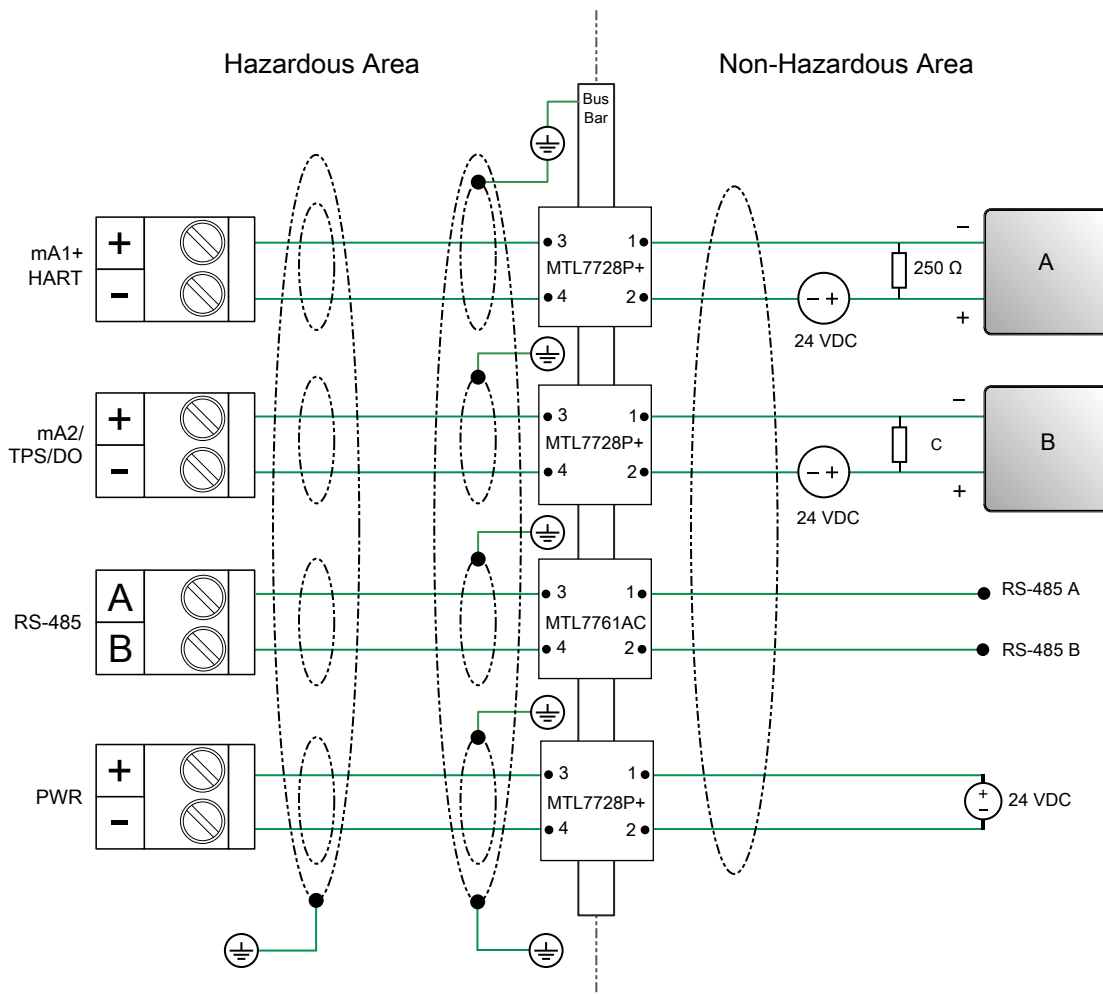 Hazardous Area
Non-Hazardous Area
Bus
Bar
mA1+
HART
+
-
3
4
MTL7728P+
1
2
- +
24 VDC
250 Ω
-
+
A
mA2/
TPS/DO
+
-
3
4
MTL7728P+
1
2
- +
24 VDC
C
-
+
B
RS-485
A
B
3
4
MTL7761AC
1
2
RS-485 A
RS-485 B
PWR
+
-
3
4
MTL7728P+
1
2
+
-
24 VDC